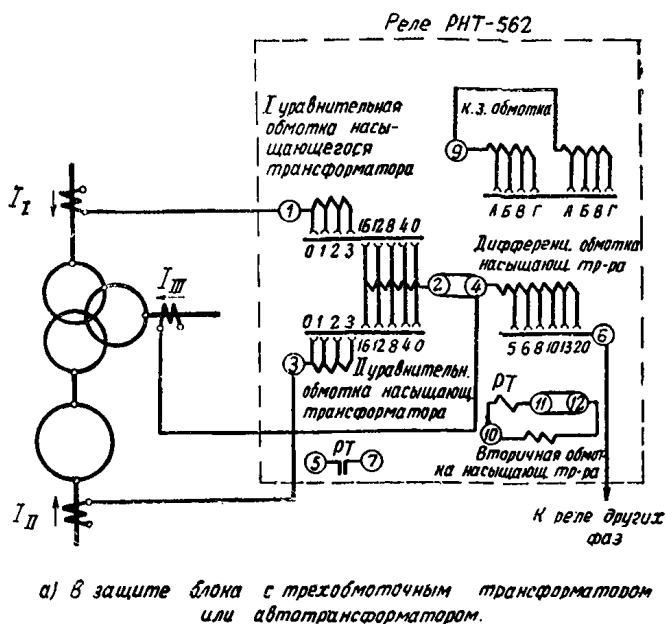 Реле РНТ-562
I уравнительная
обмотка насы-
щающегося
трансформатора
к.з. обмотка
9
А Б В Г
А Б В Г
I_I
1
16 12 8 4 0
0 1 2 3
Дифференц. обмотка
насыщающ. тр-ра
I_III
2
4
0 1 2 3
16 12 8 4 0
5 6 8 10 13 20
6
3
II уравнительн.
обмотка насыщающ.
трансформатора
РТ
11
12
10
Вторичная обмот-
ка насыщающ. тр-ра
РТ
5
7
I_II
К реле других
фаз
а) В защите блока с трехобмоточным трансформатором
или автотрансформатором.